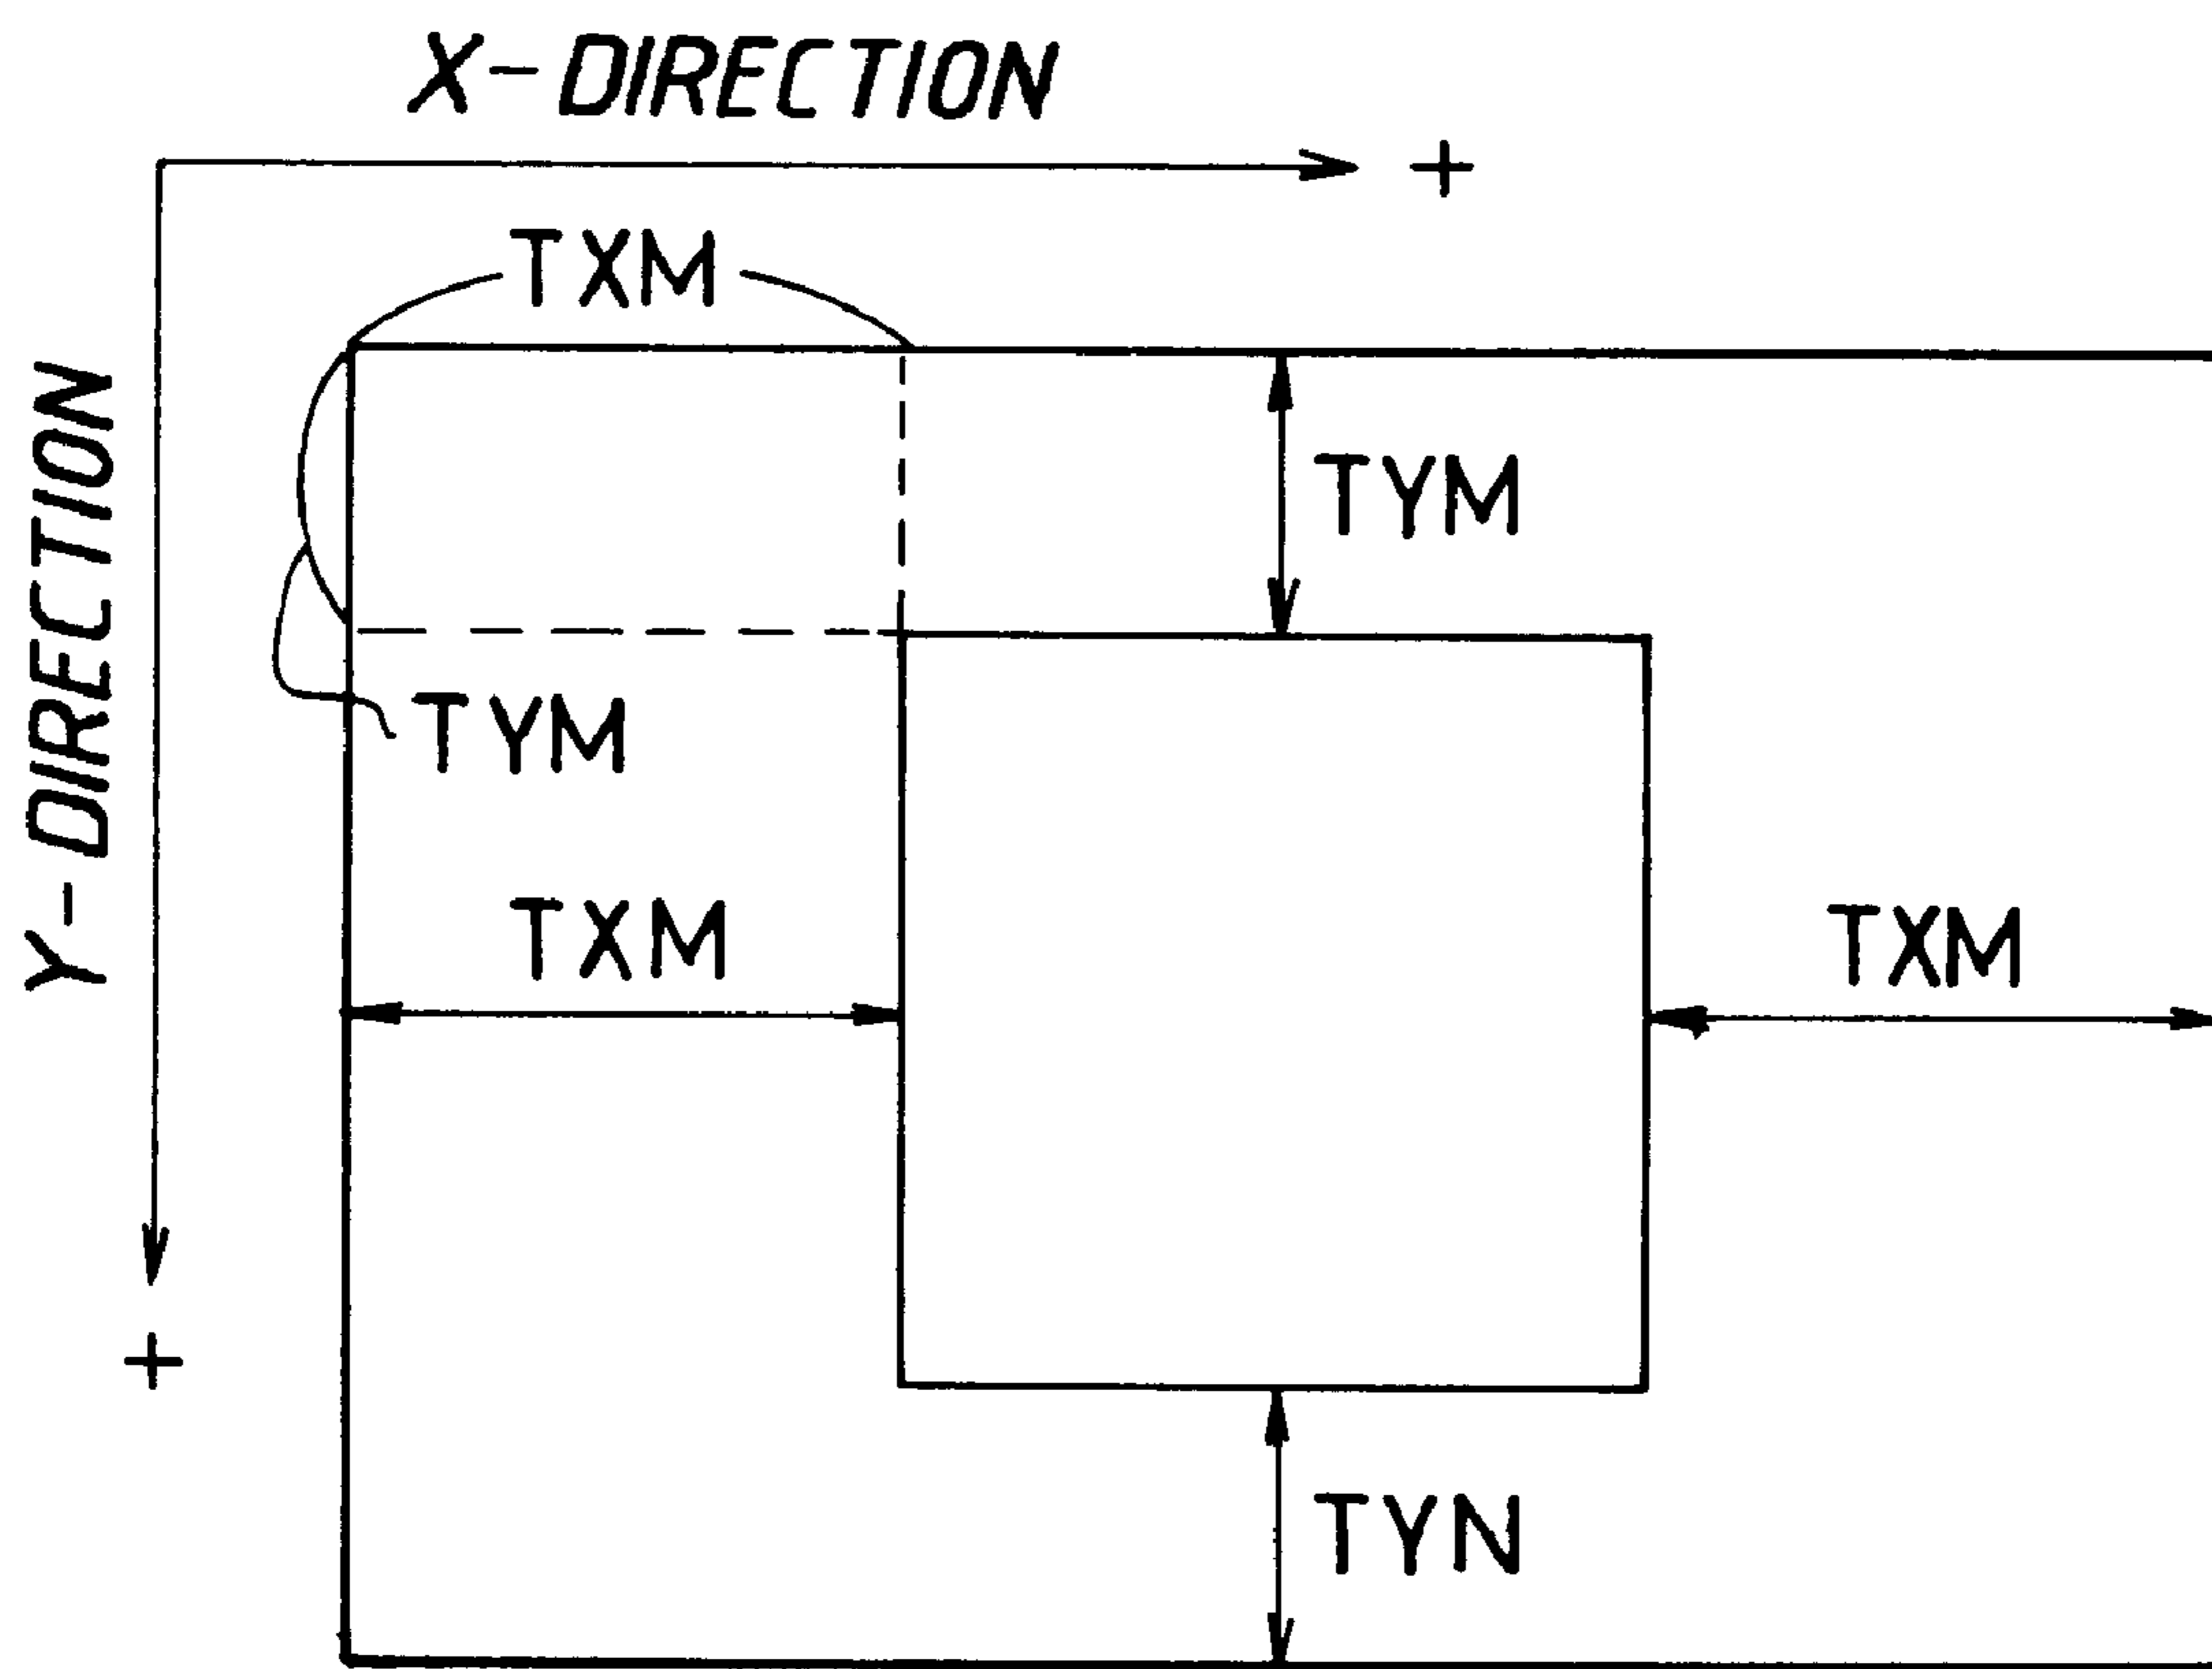 X-DIRECTION
+
TXM
TYM
Y-DIRECTION
TYM
TXM
TXM
+
TYN